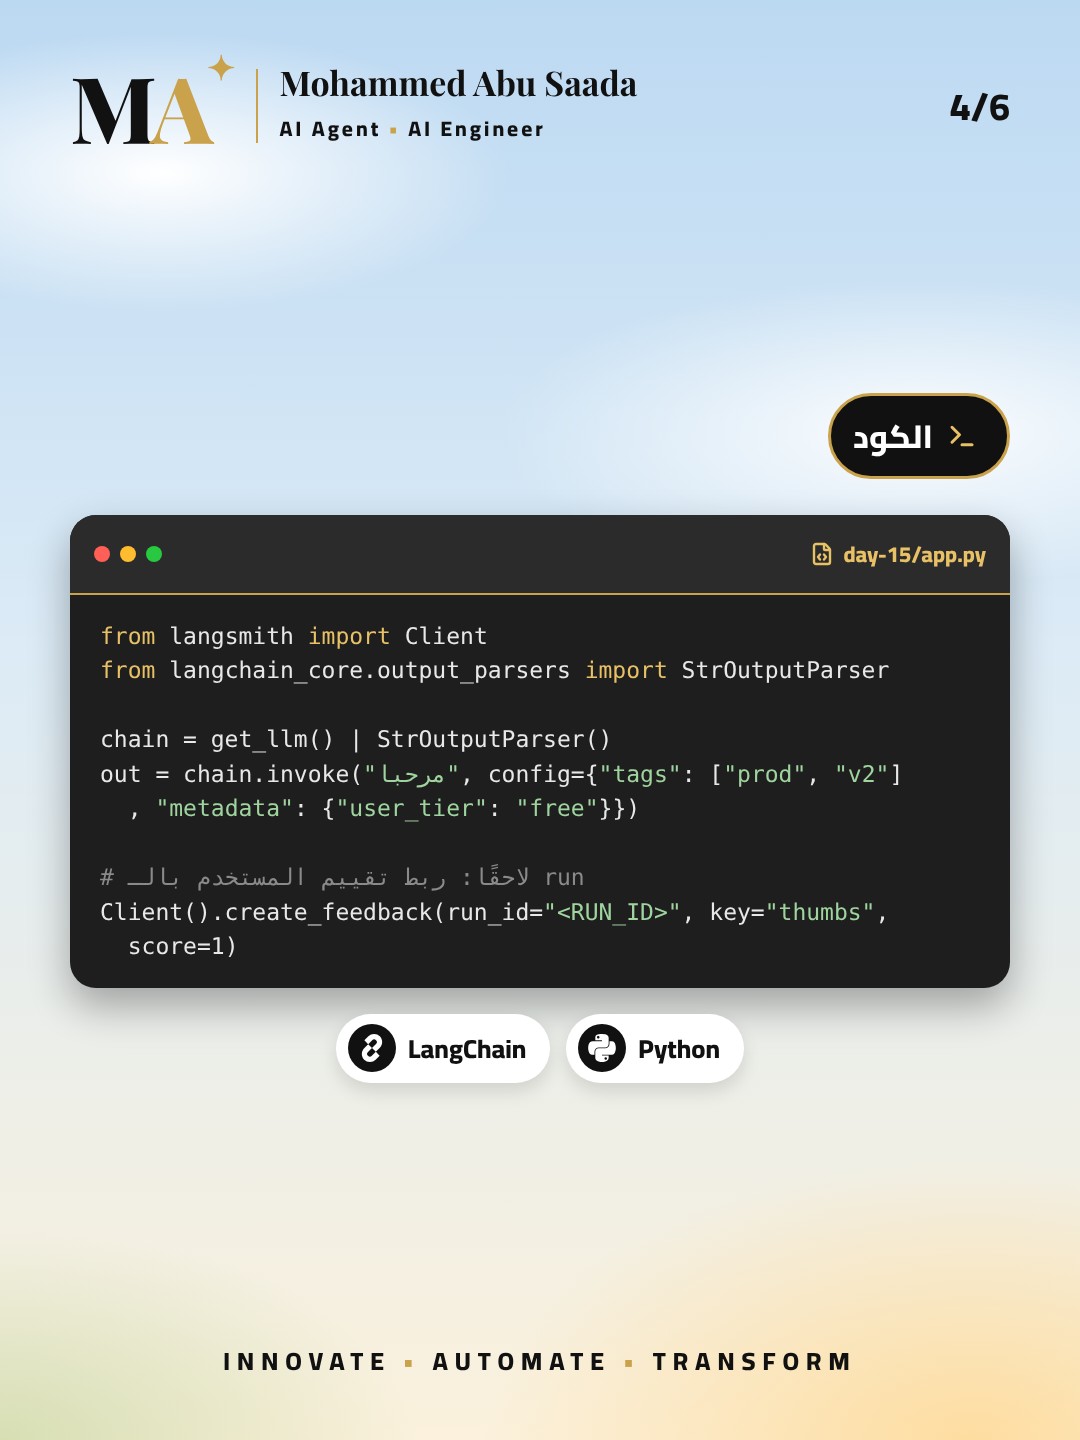 MA
Mohammed Abu Saada
AI Agent ▪ AI Engineer
4/6
الكود
day-15/app.py
from langsmith import Client
from langchain_core.output_parsers import StrOutputParser
chain = get_llm() | StrOutputParser()
out = chain.invoke("مرحبا", config={"tags": ["prod", "v2"]
, "metadata": {"user_tier": "free"}})
# لاحقًا: ربط تقييم المستخدم بالـ run
Client().create_feedback(run_id="<RUN_ID>", key="thumbs",
score=1)
LangChain
Python
INNOVATE ▪ AUTOMATE ▪ TRANSFORM